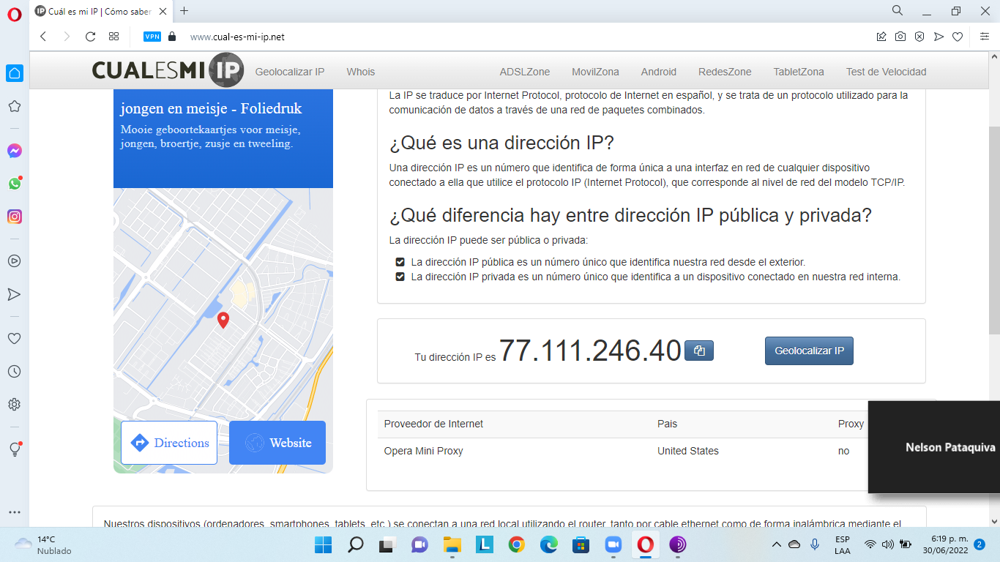 Cuál es mi IP | Cómo saber
VPN
www.cual-es-mi-ip.net
CUALESMI IP
Geolocalizar IP
Whois
ADSLZone
MovilZona
Android
RedesZone
TabletZona
Test de Velocidad
jongen en meisje - Foliedruk
Mooie geboortekaartjes voor meisje,
jongen, broertje, zusje en tweeling.
Directions
Website
La IP se traduce por Internet Protocol, protocolo de Internet en español, y se trata de un protocolo utilizado para la
comunicación de datos a través de una red de paquetes combinados.
¿Qué es una dirección IP?
Una dirección IP es un número que identifica de forma única a una interfaz en red de cualquier dispositivo
conectado a ella que utilice el protocolo IP (Internet Protocol), que corresponde al nivel de red del modelo TCP/IP.
¿Qué diferencia hay entre dirección IP pública y privada?
La dirección IP puede ser pública o privada:
La dirección IP pública es un número único que identifica nuestra red desde el exterior.
La dirección IP privada es un número único que identifica a un dispositivo conectado en nuestra red interna.
Tu dirección IP es 77.111.246.40
Geolocalizar IP
Proveedor de Internet
Pais
Proxy
Opera Mini Proxy
United States
no
Nelson Pataquiva
Nuestros dispositivos (ordenadores, smartphones, tablets, etc.) se conectan a una red local utilizando el router, tanto por cable ethernet como de forma inalámbrica mediante el
14°C
Nublado
ESP
LAA
6:19 p. m.
30/06/2022
2